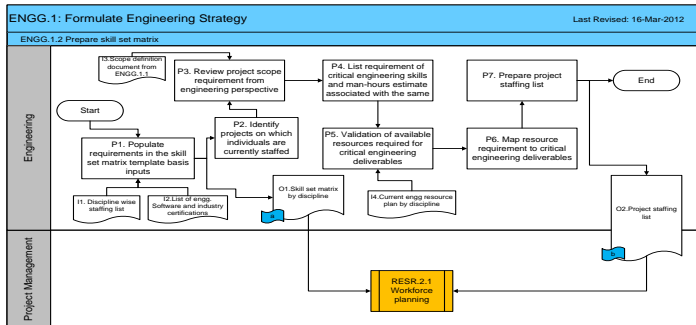 ENGG.1: Formulate Engineering Strategy
Last Revised: 16-Mar-2012
ENGG.1.2 Prepare skill set matrix
Engineering
I3.Scope definition
document from
ENGG.1.1
P3. Review project scope
requirement from
engineering perspective
P4. List requirement of
critical engineering skills
and man-hours estimate
associated with the same
P7. Prepare project
staffing list
End
Start
P2. Identify
projects on which
individuals are
currently staffed
P1. Populate
requirements in the skill
set matrix template basis
inputs
P5. Validation of available
resources required for
critical engineering
deliverables
P6. Map resource
requirement to critical
engineering deliverables
I1. Discipline wise
staffing list
I2.List of engg.
Software and industry
certifications
O1.Skill set matrix
by discipline
a
I4.Current engg resource
plan by discipline
O2.Project staffing
list
b
Project Management
RESR.2.1
Workforce
planning